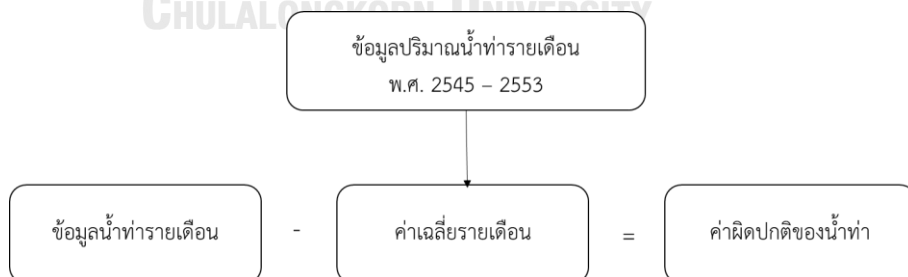 CHULALONGKORN UNIVERSITY
ข้อมูลปริมาณน้ำท่ารายเดือน
พ.ศ. 2545 – 2553
ข้อมูลน้ำท่ารายเดือน - ค่าเฉลี่ยรายเดือน = ค่าผิดปกติของน้ำท่า